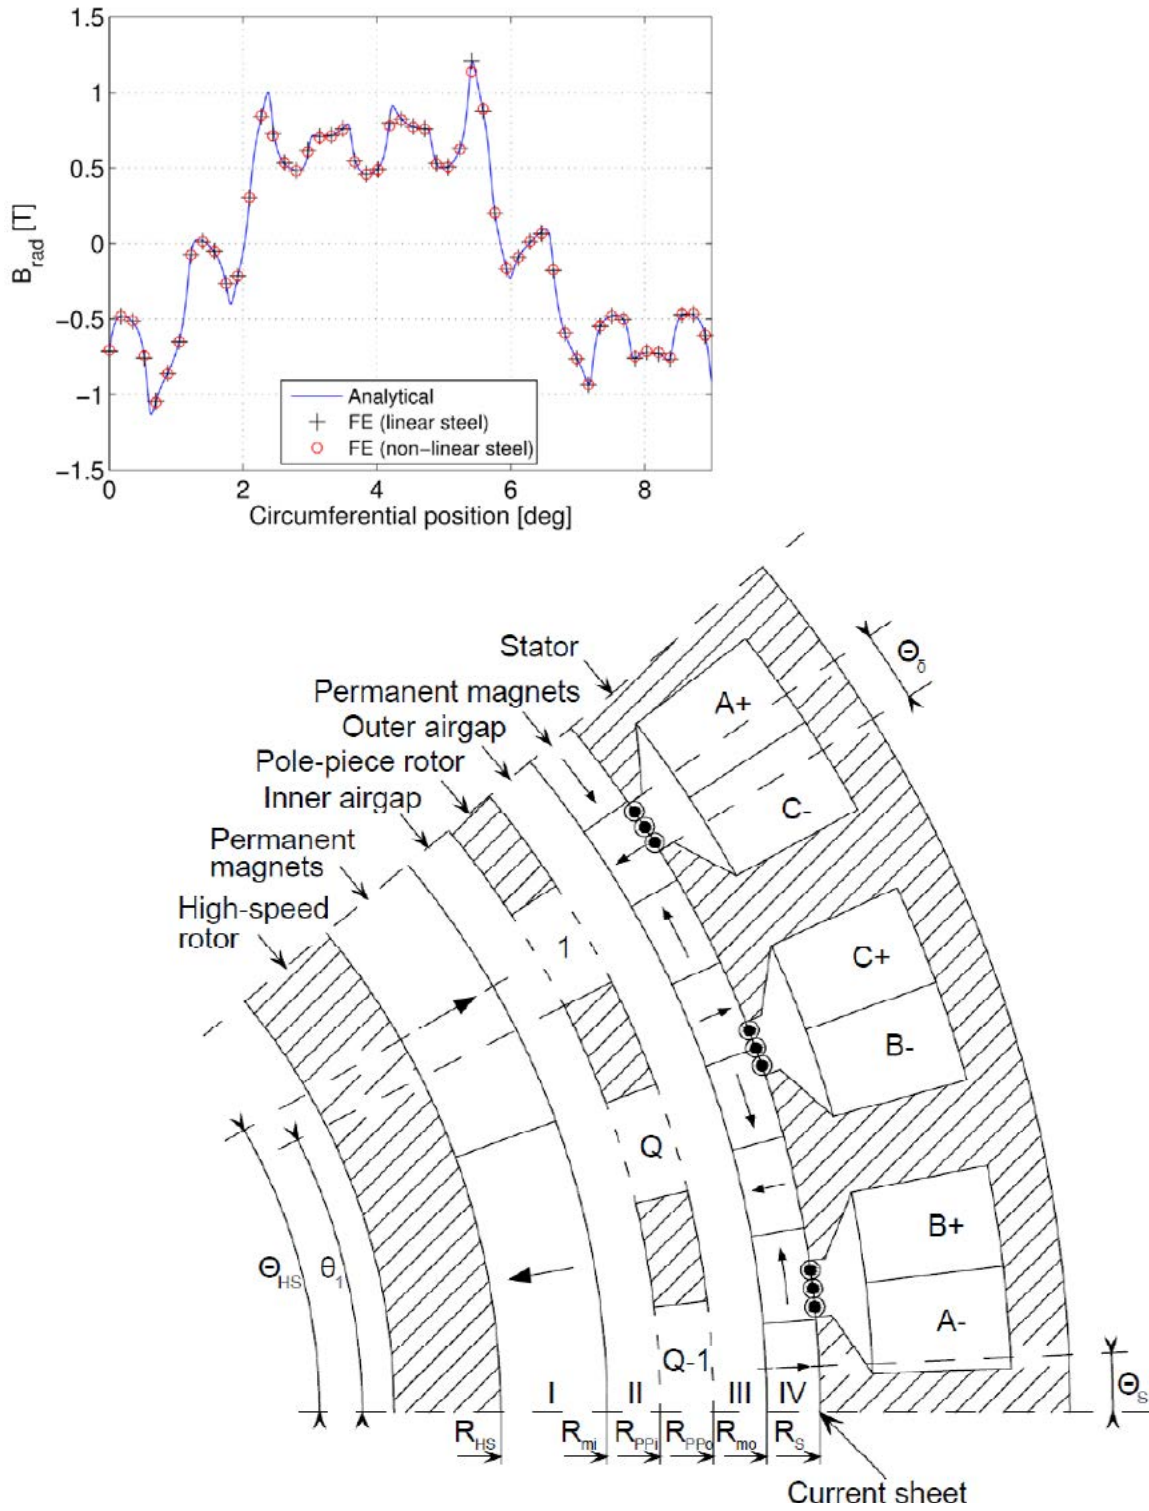 1.5
1
0.5
0
−0.5
−1
−1.5
B_rad [T]
Analytical
FE (linear steel)
FE (non−linear steel)
0 2 4 6 8
Circumferential position [deg]
Stator
Permanent magnets
Outer airgap
Pole-piece rotor
Inner airgap
Permanent
magnets
High-speed
rotor
Θ_δ
A+
C-
1
C+
B-
Q
B+
A-
Q-1
Θ_HS θ_1
Θ_S
I II III IV
R_HS R_mi R_PPi R_PPo R_mo R_S
Current sheet